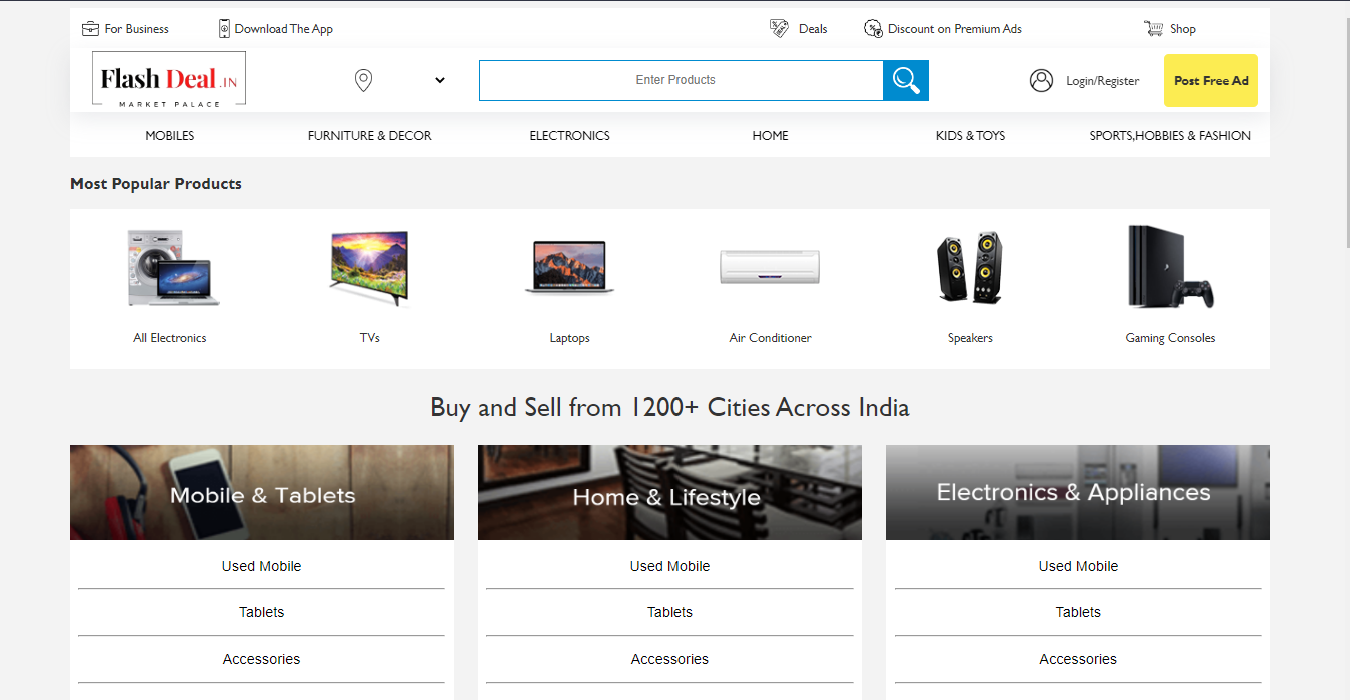 For Business
Download The App
Deals
Discount on Premium Ads
Shop
Flash Deal.IN
MARKET PALACE
Enter Products
Login/Register
Post Free Ad
MOBILES
FURNITURE & DECOR
ELECTRONICS
HOME
KIDS & TOYS
SPORTS,HOBBIES & FASHION
Most Popular Products
All Electronics
TVs
Laptops
Air Conditioner
Speakers
Gaming Consoles
Buy and Sell from 1200+ Cities Across India
Mobile & Tablets
Home & Lifestyle
Electronics & Appliances
Used Mobile
Used Mobile
Used Mobile
Tablets
Tablets
Tablets
Accessories
Accessories
Accessories